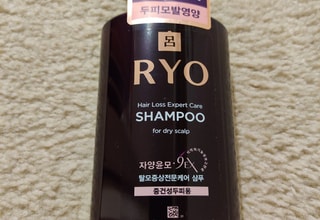 두피모발영양
呂
RYO
Hair Loss Expert Care
SHAMPOO
for dry scalp
자양윤모 9EX
탈모증상전문케어 샴푸
중건성두피용